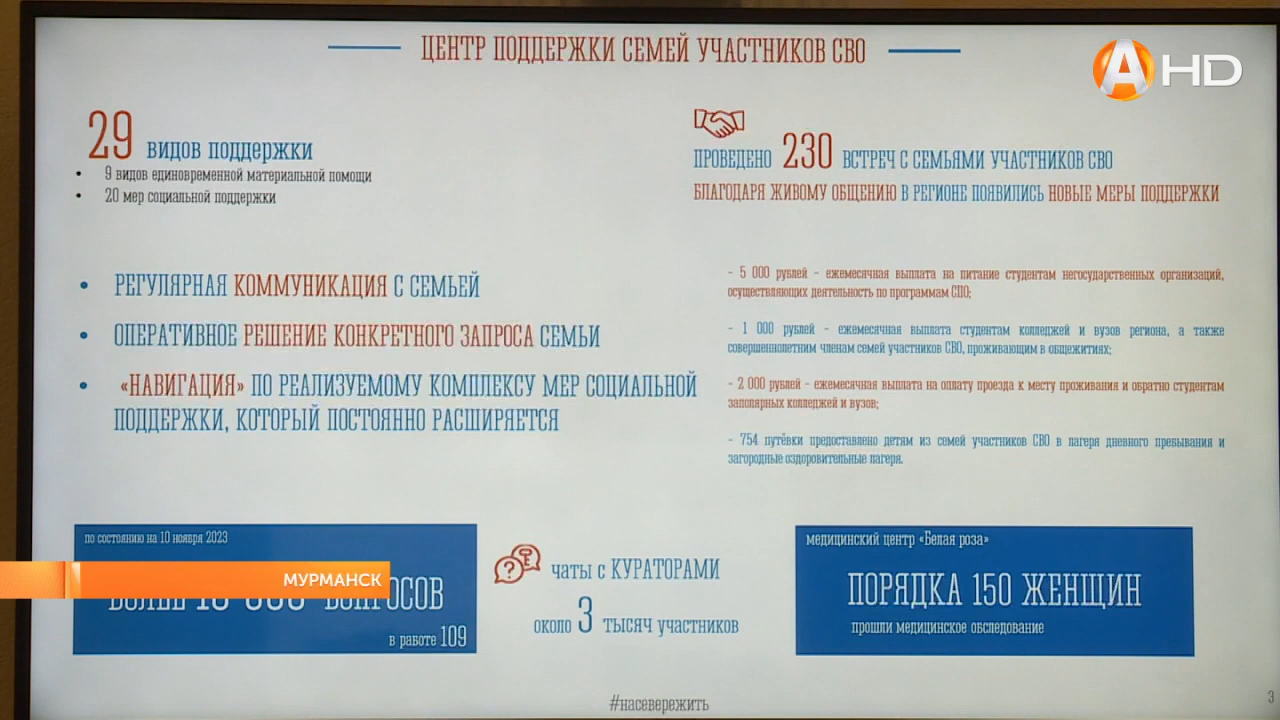 ЦЕНТР ПОДДЕРЖКИ СЕМЕЙ УЧАСТНИКОВ СВО
А HD
29 видов поддержки
• 9 видов единовременной материальной помощи
• 20 мер социальной поддержки
ПРОВЕДЕНО 230 ВСТРЕЧ С СЕМЬЯМИ УЧАСТНИКОВ СВО
БЛАГОДАРЯ ЖИВОМУ ОБЩЕНИЮ В РЕГИОНЕ ПОЯВИЛИСЬ НОВЫЕ МЕРЫ ПОДДЕРЖКИ
• РЕГУЛЯРНАЯ КОММУНИКАЦИЯ С СЕМЬЕЙ
• ОПЕРАТИВНОЕ РЕШЕНИЕ КОНКРЕТНОГО ЗАПРОСА СЕМЬИ
• «НАВИГАЦИЯ» ПО РЕАЛИЗУЕМОМУ КОМПЛЕКСУ МЕР СОЦИАЛЬНОЙ
ПОДДЕРЖКИ, КОТОРЫЙ ПОСТОЯННО РАСШИРЯЕТСЯ
- 5 000 рублей - ежемесячная выплата на питание студентам негосударственных организаций,
осуществляющих деятельность по программам СПО;
- 1 000 рублей - ежемесячная выплата студентам колледжей и вузов региона, а также
совершеннолетним членам семей участников СВО, проживающим в общежитиях;
- 2 000 рублей - ежемесячная выплата на оплату проезда к месту проживания и обратно студентам
заполярных колледжей и вузов;
- 754 путёвки предоставлено детям из семей участников СВО в лагеря дневного пребывания и
загородные оздоровительные лагеря.
по состоянию на 10 ноября 2023
МУРМАНСК
ВОПРОСОВ
в работе 109
чаты с КУРАТОРАМИ
около 3 тысяч участников
медицинский центр «Белая роза»
ПОРЯДКА 150 ЖЕНЩИН
прошли медицинское обследование
#насевережить
3